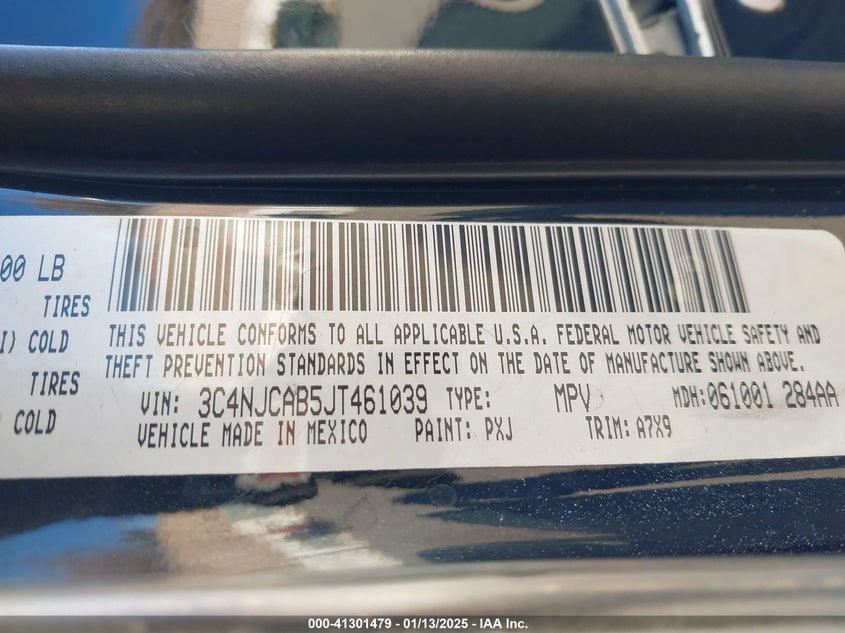 00 LB
TIRES
I) COLD
TIRES
COLD
THIS VEHICLE CONFORMS TO ALL APPLICABLE U.S.A. FEDERAL MOTOR VEHICLE SAFETY AND
THEFT PREVENTION STANDARDS IN EFFECT ON THE DATE OF MANUFACTURE SHOWN ABOVE.
VIN: 3C4NJCAB5JT461039 TYPE: MPV MDH:061001 284AA
VEHICLE MADE IN MEXICO PAINT: PXJ TRIM: A7X9
000-41301479 - 01/13/2025 - IAA Inc.